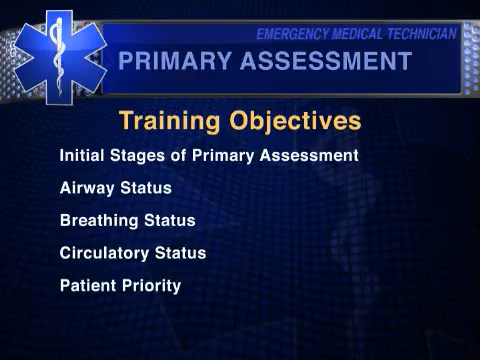 EMERGENCY MEDICAL TECHNICIAN
PRIMARY ASSESSMENT
Training Objectives
Initial Stages of Primary Assessment
Airway Status
Breathing Status
Circulatory Status
Patient Priority